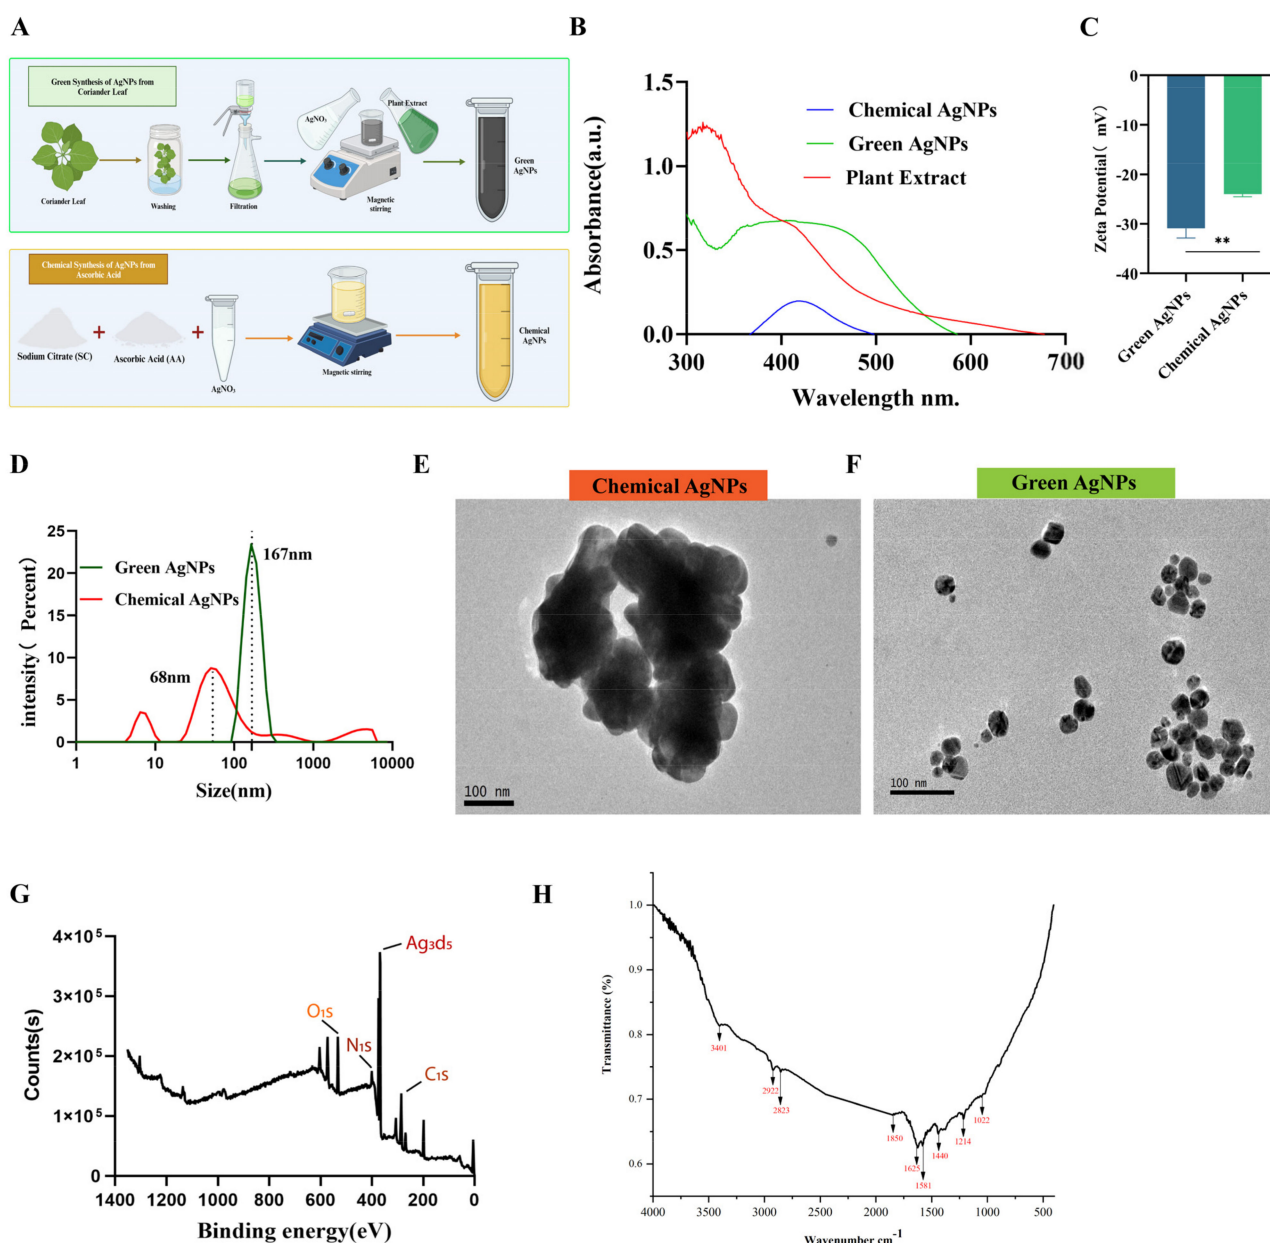 A
Green Synthesis of AgNPs from
Coriander Leaf
Coriander Leaf
Washing
Filtration
AgNO₃
Plant Extract
Magnetic
stirring
Green
AgNPs
Chemical Synthesis of AgNPs from
Ascorbic Acid
Sodium Citrate (SC)
+
Ascorbic Acid (AA)
+
AgNO₃
Magnetic stirring
Chemical
AgNPs
B
Absorbance(a.u.)
1.5
1.0
0.5
0.0
300
400
500
600
700
Wavelength nm.
Chemical AgNPs
Green AgNPs
Plant Extract
C
Zeta Potential( mV)
0
-10
-20
-30
-40
**
Green AgNPs
Chemical AgNPs
D
intensity( Percent)
25
20
15
10
5
0
1
10
100
1000
10000
Size(nm)
Green AgNPs
Chemical AgNPs
167nm
68nm
E
Chemical AgNPs
100 nm
F
Green AgNPs
100 nm
G
Counts(s)
4×10⁵
3×10⁵
2×10⁵
1×10⁵
0
1400
1200
1000
800
600
400
200
0
Binding energy(eV)
Ag₃d₅
O₁s
N₁s
C₁s
H
Transmittance (%)
1.0
0.9
0.8
0.7
0.6
4000
3500
3000
2500
2000
1500
1000
500
Wavenumber cm⁻¹
3401
2922
2823
1850
1625
1581
1440
1214
1022